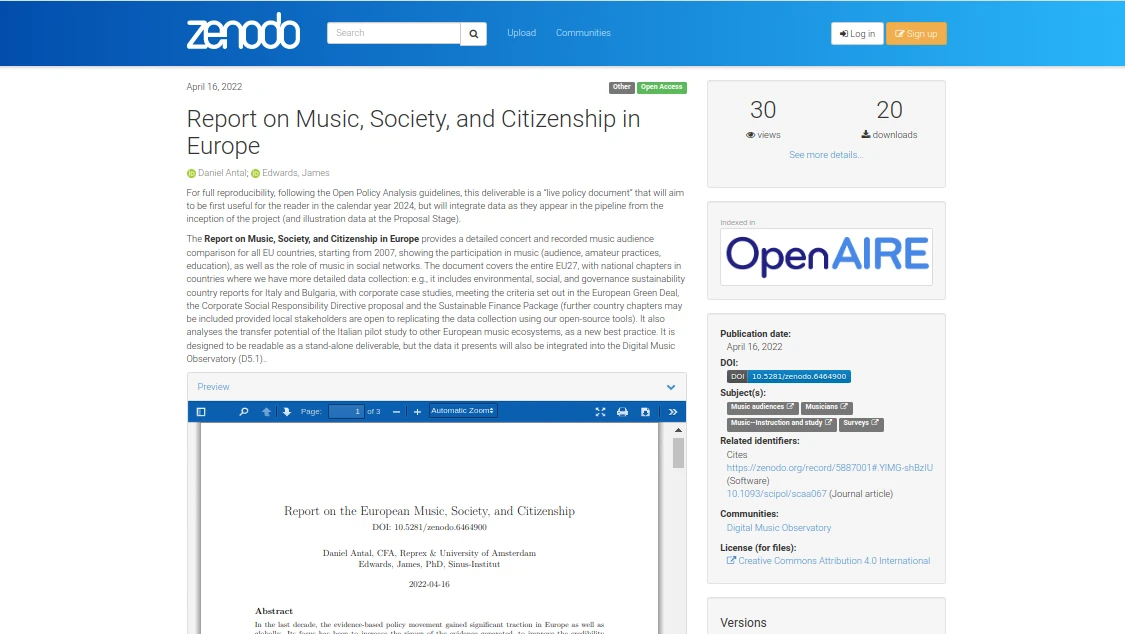 zenodo
Search
Upload
Communities
Log in
Sign up
April 16, 2022
Other
Open Access
Report on Music, Society, and Citizenship in
Europe
Daniel Antal; Edwards, James
For full reproducibility, following the Open Policy Analysis guidelines, this deliverable is a "live policy document" that will aim
to be first useful for the reader in the calendar year 2024, but will integrate data as they appear in the pipeline from the
inception of the project (and illustration data at the Proposal Stage).
The Report on Music, Society, and Citizenship in Europe provides a detailed concert and recorded music audience
comparison for all EU countries, starting from 2007, showing the participation in music (audience, amateur practices,
education), as well as the role of music in social networks. The document covers the entire EU27, with national chapters in
countries where we have more detailed data collection: e.g., it includes environmental, social, and governance sustainability
country reports for Italy and Bulgaria, with corporate case studies, meeting the criteria set out in the European Green Deal,
the Corporate Social Responsibility Directive proposal and the Sustainable Finance Package (further country chapters may
be included provided local stakeholders are open to replicating the data collection using our open-source tools). It also
analyses the transfer potential of the Italian pilot study to other European music ecosystems, as a new best practice. It is
designed to be readable as a stand-alone deliverable, but the data it presents will also be integrated into the Digital Music
Observatory (D5.1)..
Preview
Page: 1 of 3
Automatic Zoom
Report on the European Music, Society, and Citizenship
DOI: 10.5281/zenodo.6464900
Daniel Antal, CFA, Reprex & University of Amsterdam
Edwards, James, PhD, Sinus-Institut
2022-04-16
Abstract
In the last decade, the evidence-based policy movement gained significant traction in Europe as well as
30
views
20
downloads
See more details...
Indexed in
OpenAIRE
Publication date:
April 16, 2022
DOI:
DOI 10.5281/zenodo.6464900
Subject(s):
Music audiences
Musicians
Music--Instruction and study
Surveys
Related identifiers:
Cites
https://zenodo.org/record/5887001#.YlMG-shBzIU
(Software)
10.1093/scipol/scaa067 (Journal article)
Communities:
Digital Music Observatory
License (for files):
Creative Commons Attribution 4.0 International
Versions